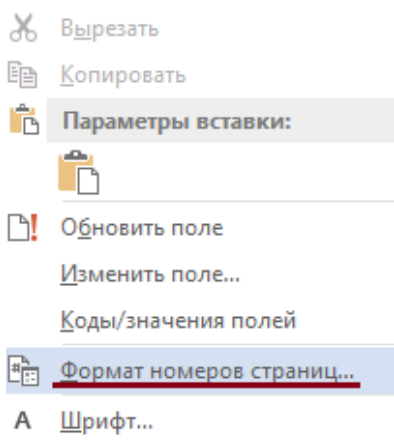 Вырезать
Копировать
Параметры вставки:
Обновить поле
Изменить поле...
Коды/значения полей
Формат номеров страниц...
Шрифт...